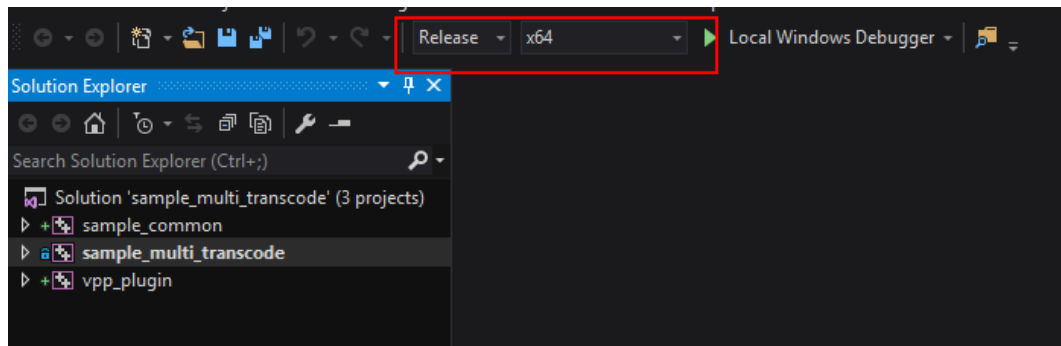 Release x64 Local Windows Debugger
Solution Explorer
Search Solution Explorer (Ctrl+;)
Solution 'sample_multi_transcode' (3 projects)
sample_common
sample_multi_transcode
vpp_plugin